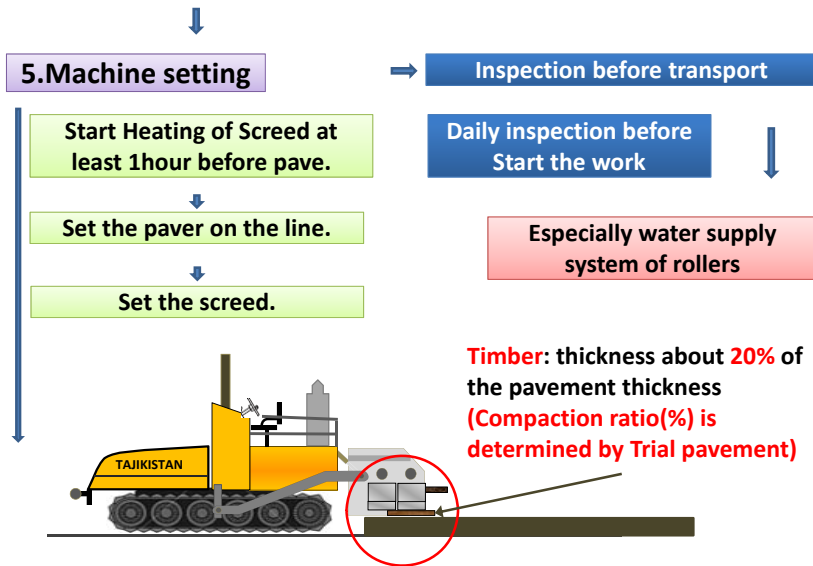 5.Machine setting
Inspection before transport
Start Heating of Screed at
least 1hour before pave.
Daily inspection before
Start the work
Set the paver on the line.
Especially water supply
system of rollers
Set the screed.
Timber: thickness about 20% of
the pavement thickness
(Compaction ratio(%) is
determined by Trial pavement)
TAJIKISTAN